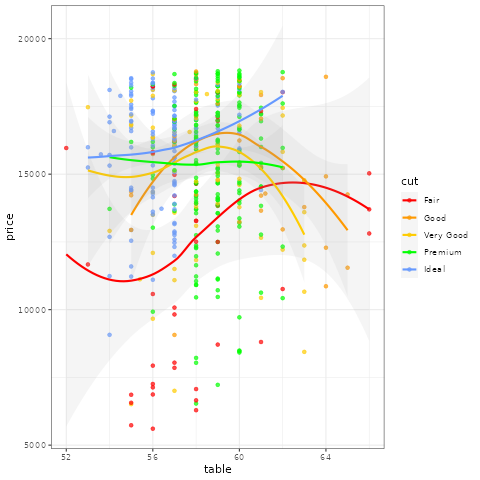 20000
15000
10000
5000
price
52
56
60
64
table
cut
Fair
Good
Very Good
Premium
Ideal